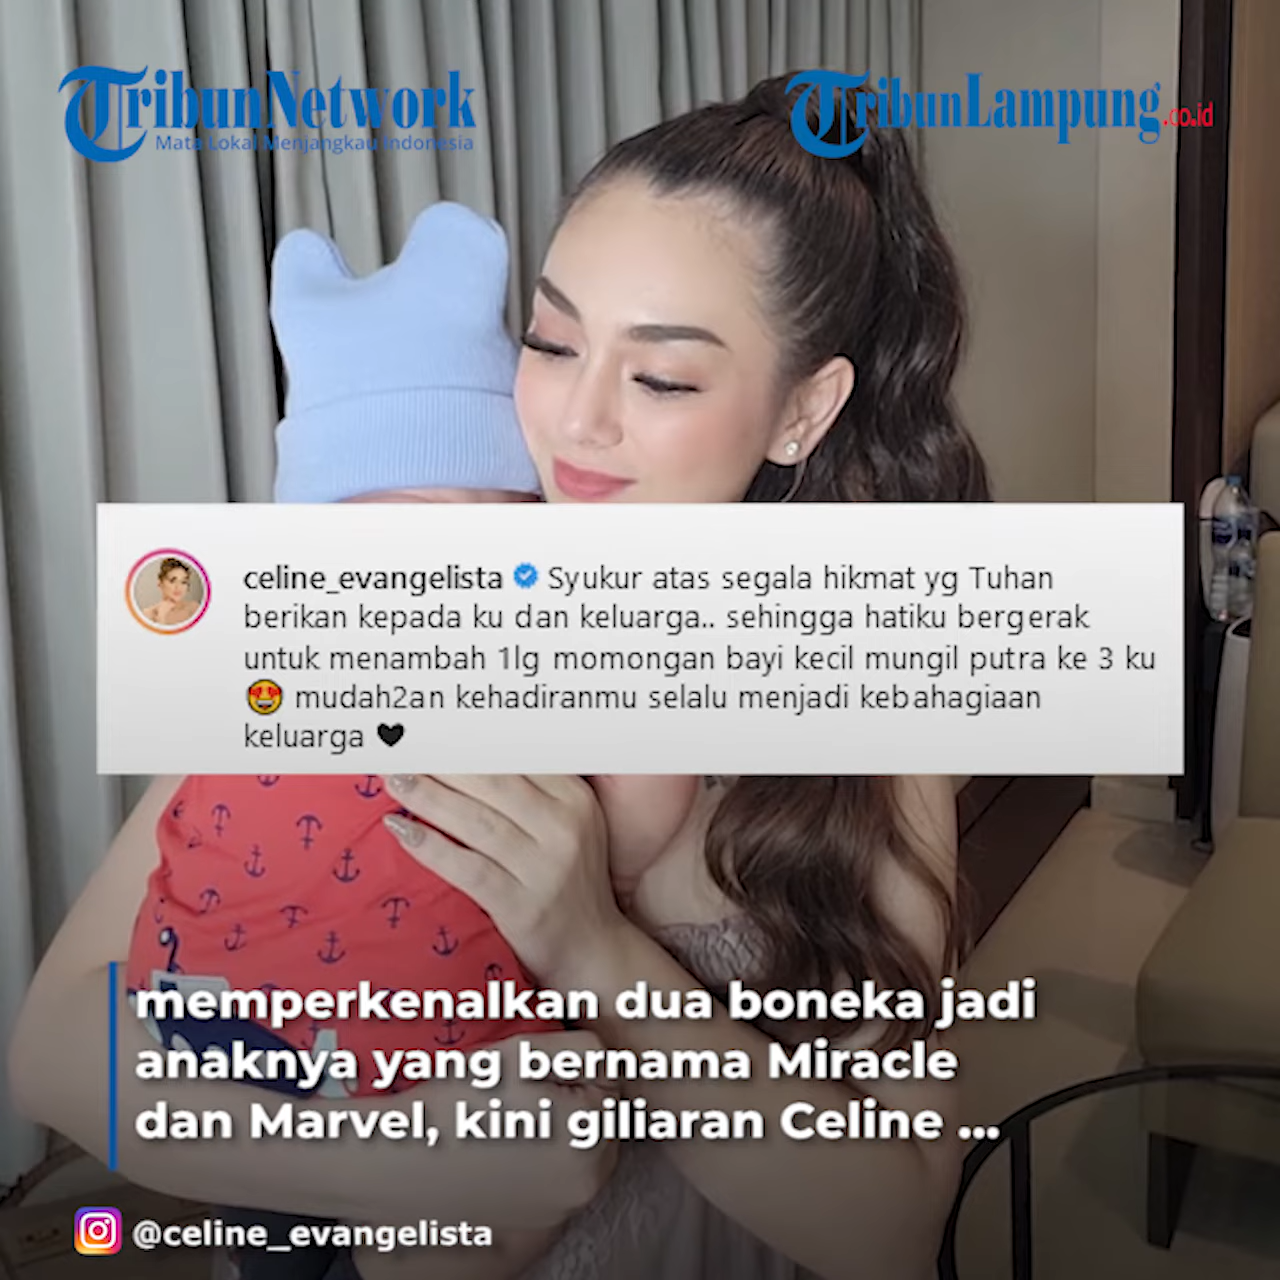 TribunNetwork
Mata Lokal Menjangkau Indonesia
TribunLampung.co.id
celine_evangelista Syukur atas segala hikmat yg Tuhan
berikan kepada ku dan keluarga.. sehingga hatiku bergerak
untuk menambah 1lg momongan bayi kecil mungil putra ke 3 ku
🤩 mudah2an kehadiranmu selalu menjadi kebahagiaan
keluarga 🖤
memperkenalkan dua boneka jadi
anaknya yang bernama Miracle
dan Marvel, kini giliaran Celine ...
@celine_evangelista